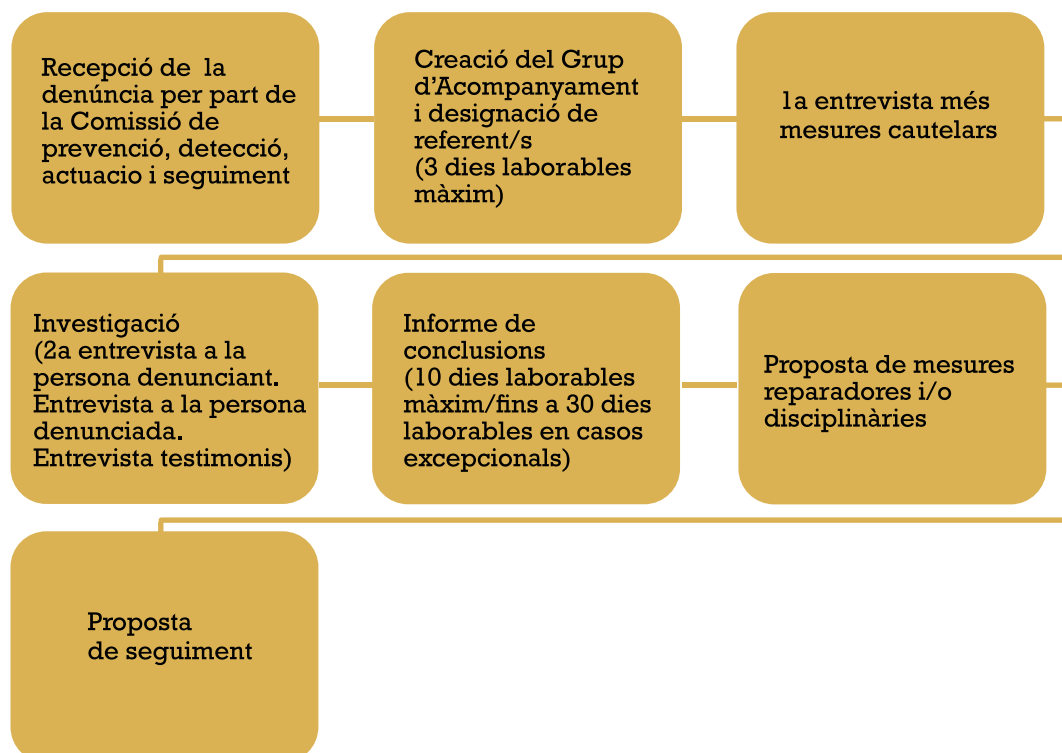 Recepció de la
denúncia per part de
la Comissió de
prevenció, detecció,
actuacio i seguiment
Creació del Grup
d'Acompanyament
i designació de
referent/s
(3 dies laborables
màxim)
1a entrevista més
mesures cautelars
Investigació
(2a entrevista a la
persona denunciant.
Entrevista a la persona
denunciada.
Entrevista testimonis)
Informe de
conclusions
(10 dies laborables
màxim/fins a 30 dies
laborables en casos
excepcionals)
Proposta de mesures
reparadores i/o
disciplinàries
Proposta
de seguiment